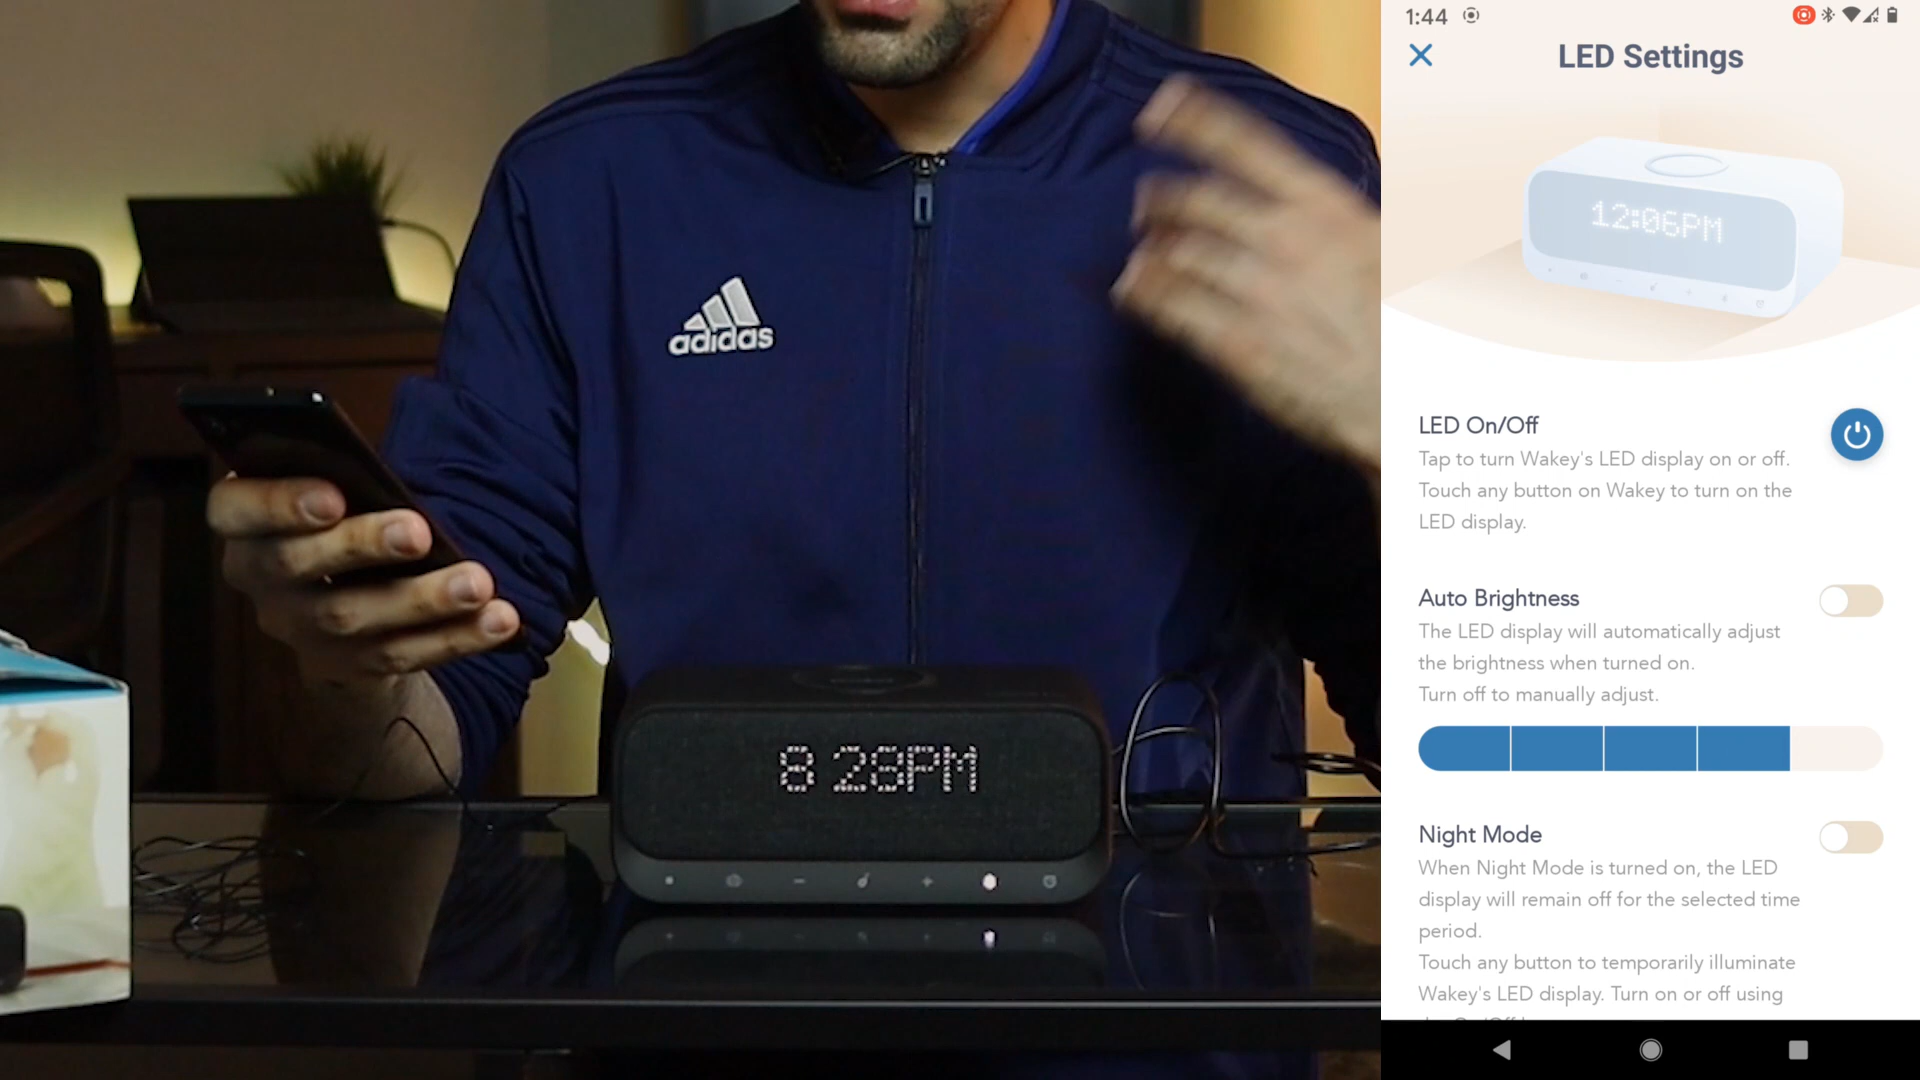 adidas
8 28PM
1:44
LED Settings
12:06PM
LED On/Off
Tap to turn Wakey's LED display on or off.
Touch any button on Wakey to turn on the
LED display.
Auto Brightness
The LED display will automatically adjust
the brightness when turned on.
Turn off to manually adjust.
Night Mode
When Night Mode is turned on, the LED
display will remain off for the selected time
period.
Touch any button to temporarily illuminate
Wakey's LED display. Turn on or off using